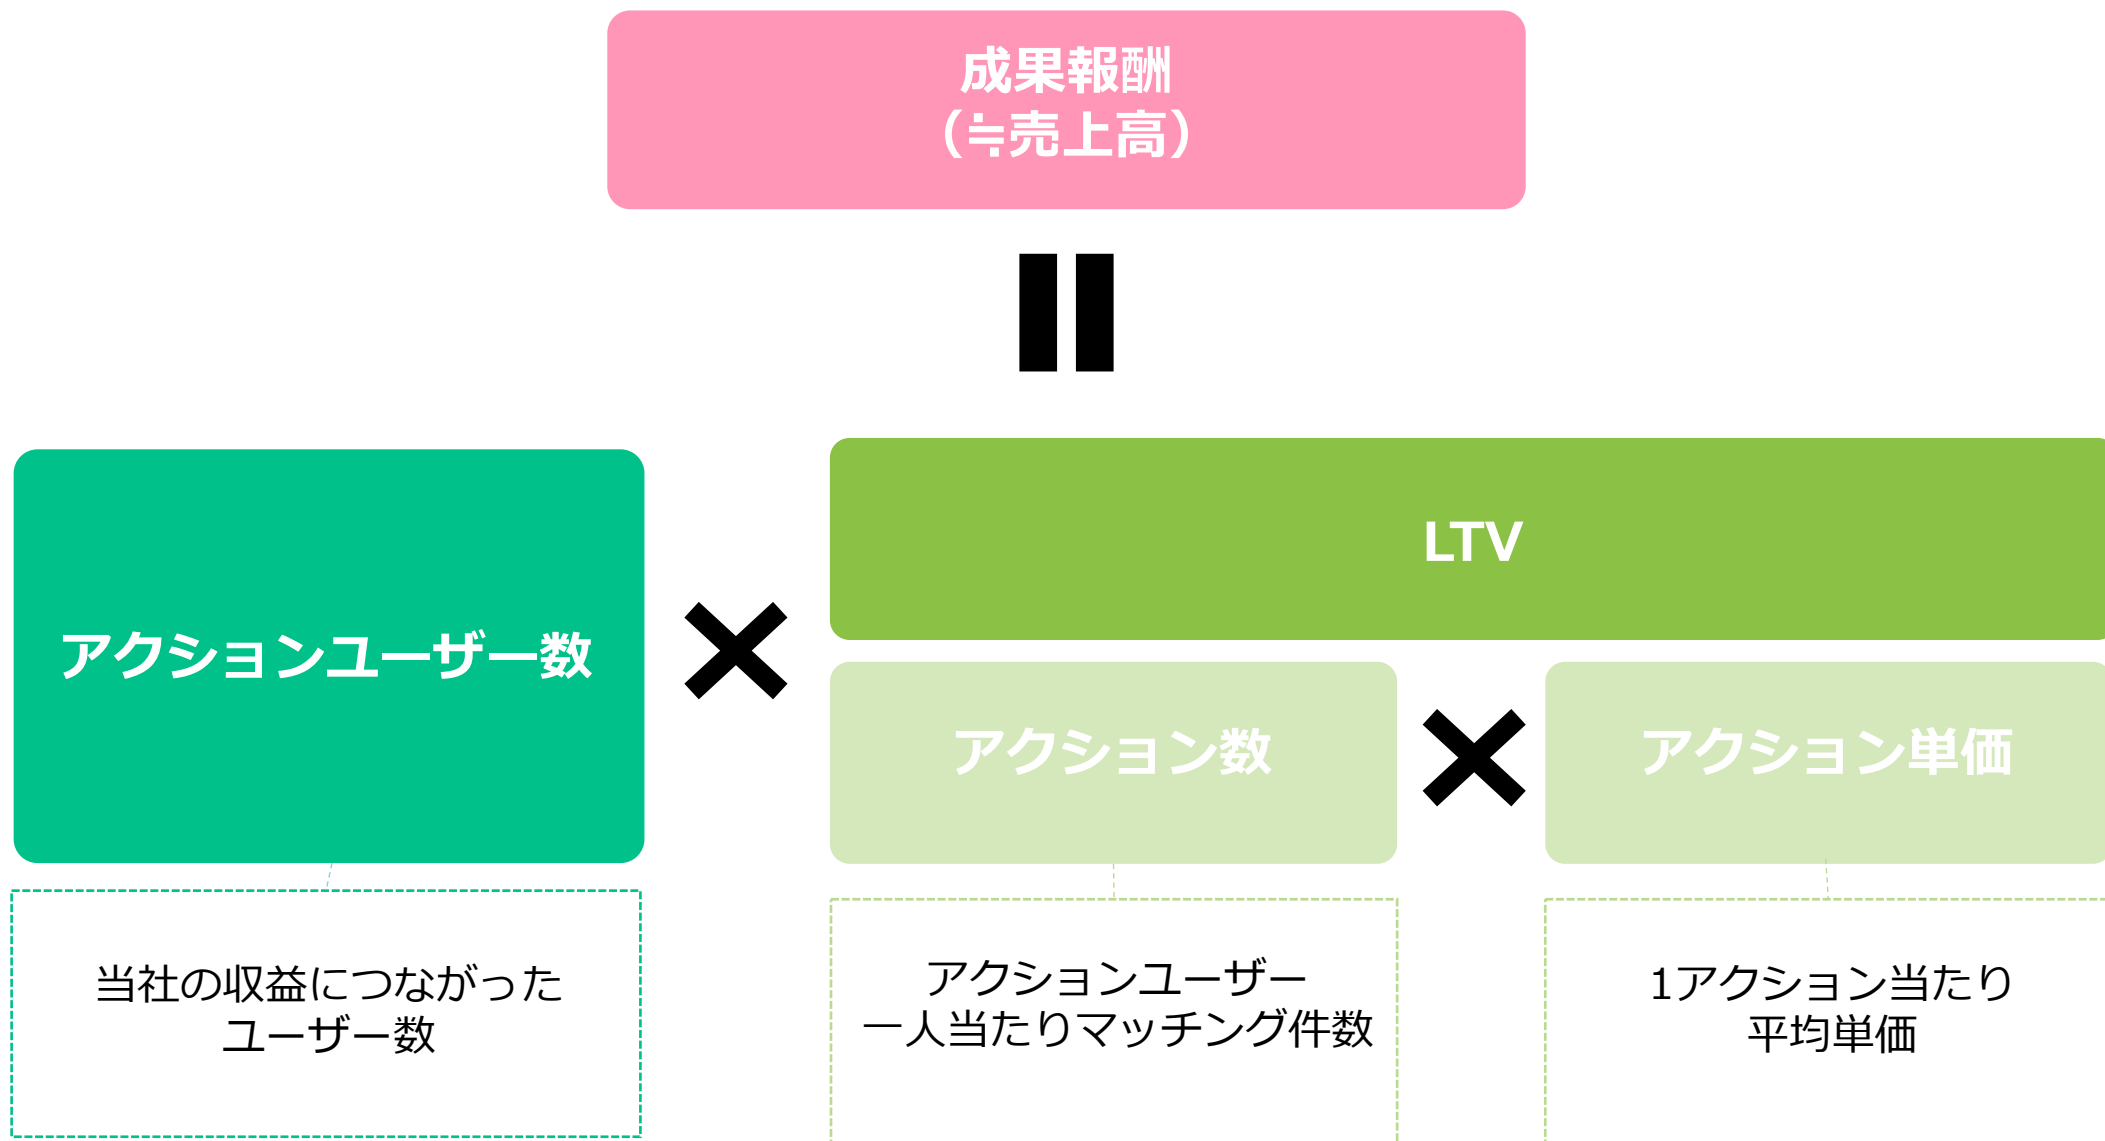 成果報酬
(≒売上高)
LTV
アクションユーザー数
アクション数
アクション単価
当社の収益につながった
ユーザー数
アクションユーザー
一人当たりマッチング件数
1アクション当たり
平均単価